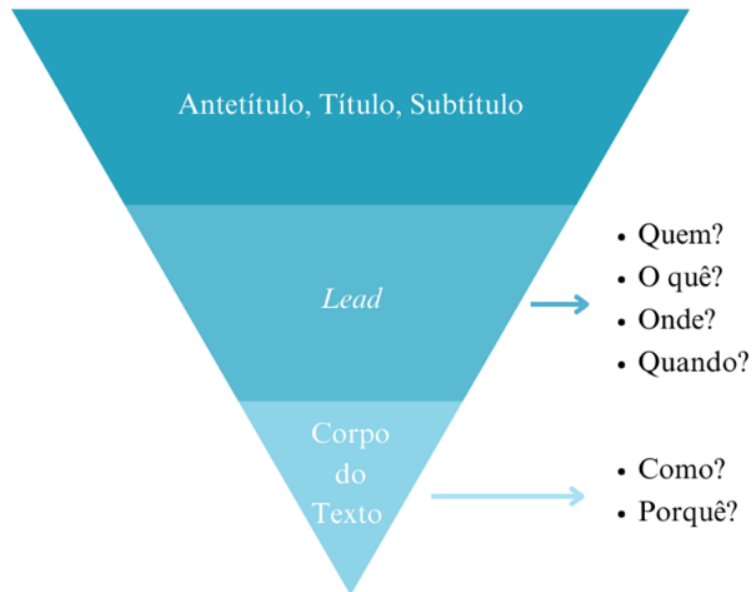 Antetítulo, Título, Subtítulo
Lead
• Quem?
• O quê?
• Onde?
• Quando?
Corpo
do
Texto
• Como?
• Porquê?